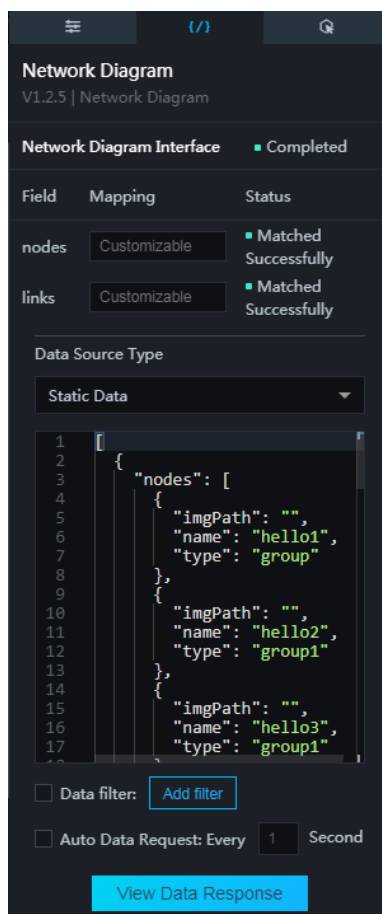 {/}
Network Diagram
V1.2.5 | Network Diagram
Network Diagram Interface Completed
Field Mapping Status
nodes Customizable Matched Successfully
links Customizable Matched Successfully
Data Source Type
Static Data
1 [
2 {
3 "nodes": [
4 {
5 "imgPath": "",
6 "name": "hello1",
7 "type": "group"
8 },
9 {
10 "imgPath": "",
11 "name": "hello2",
12 "type": "group1"
13 },
14 {
15 "imgPath": "",
16 "name": "hello3",
17 "type": "group1"
Data filter: Add filter
Auto Data Request: Every 1 Second
View Data Response